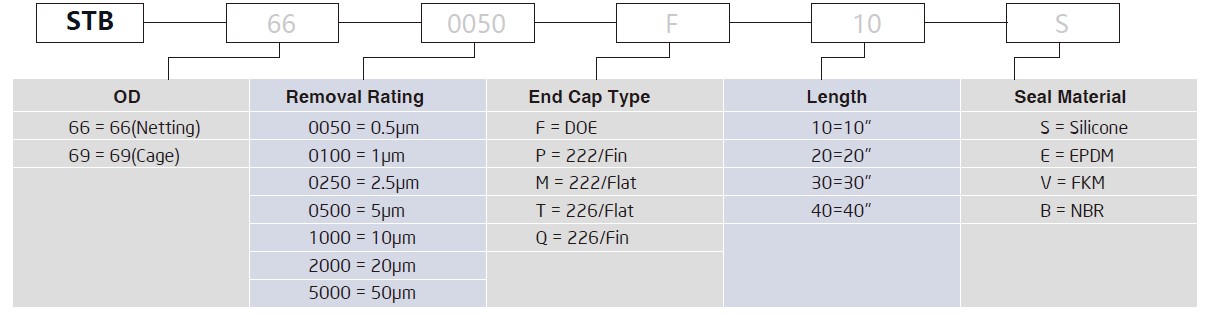 STB 66 0050 F 10 S
OD Removal Rating End Cap Type Length Seal Material
66 = 66(Netting) 0050 = 0.5μm F = DOE 10=10” S = Silicone
69 = 69(Cage) 0100 = 1μm P = 222/Fin 20=20” E = EPDM
0250 = 2.5μm M = 222/Flat 30=30” V = FKM
0500 = 5μm T = 226/Flat 40=40” B = NBR
1000 = 10μm Q = 226/Fin
2000 = 20μm
5000 = 50μm